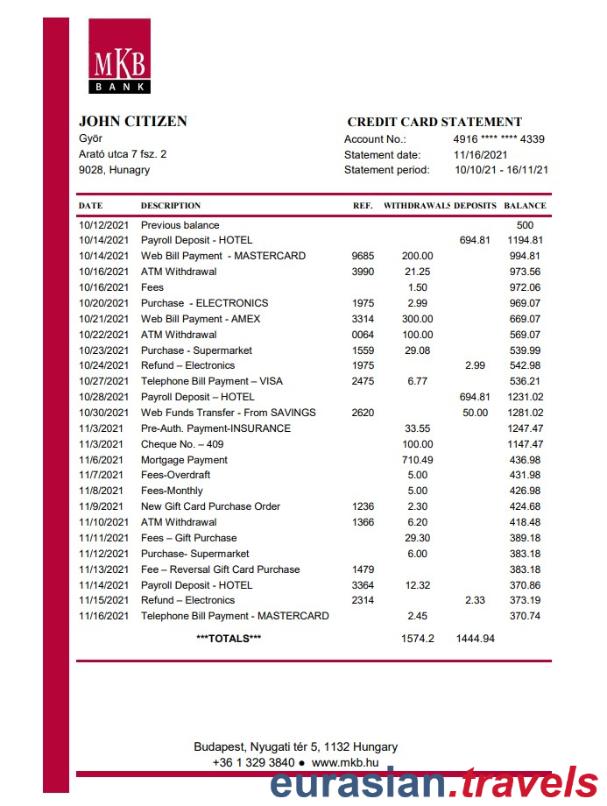 MKB
BANK
JOHN CITIZEN
Györ
Arató utca 7 fsz. 2
9028, Hunagry
CREDIT CARD STATEMENT
Account No.: 4916 **** **** 4339
Statement date: 11/16/2021
Statement period: 10/10/21 - 16/11/21
DATE DESCRIPTION REF. WITHDRAWALS DEPOSITS BALANCE
10/12/2021 Previous balance 500
10/14/2021 Payroll Deposit - HOTEL 694.81 1194.81
10/14/2021 Web Bill Payment - MASTERCARD 9685 200.00 994.81
10/16/2021 ATM Withdrawal 3990 21.25 973.56
10/16/2021 Fees 1.50 972.06
10/20/2021 Purchase - ELECTRONICS 1975 2.99 969.07
10/21/2021 Web Bill Payment - AMEX 3314 300.00 669.07
10/22/2021 ATM Withdrawal 0064 100.00 569.07
10/23/2021 Purchase - Supermarket 1559 29.08 539.99
10/24/2021 Refund – Electronics 1975 2.99 542.98
10/27/2021 Telephone Bill Payment – VISA 2475 6.77 536.21
10/28/2021 Payroll Deposit – HOTEL 694.81 1231.02
10/30/2021 Web Funds Transfer - From SAVINGS 2620 50.00 1281.02
11/3/2021 Pre-Auth. Payment-INSURANCE 33.55 1247.47
11/3/2021 Cheque No. – 409 100.00 1147.47
11/6/2021 Mortgage Payment 710.49 436.98
11/7/2021 Fees-Overdraft 5.00 431.98
11/8/2021 Fees-Monthly 5.00 426.98
11/9/2021 New Gift Card Purchase Order 1236 2.30 424.68
11/10/2021 ATM Withdrawal 1366 6.20 418.48
11/11/2021 Fees – Gift Purchase 29.30 389.18
11/12/2021 Purchase- Supermarket 6.00 383.18
11/13/2021 Fee – Reversal Gift Card Purchase 1479 383.18
11/14/2021 Payroll Deposit - HOTEL 3364 12.32 370.86
11/15/2021 Refund – Electronics 2314 2.33 373.19
11/16/2021 Telephone Bill Payment - MASTERCARD 2.45 370.74
***TOTALS*** 1574.2 1444.94
Budapest, Nyugati tér 5, 1132 Hungary
+36 1 329 3840 ● www.mkb.hu
eurasian.travels